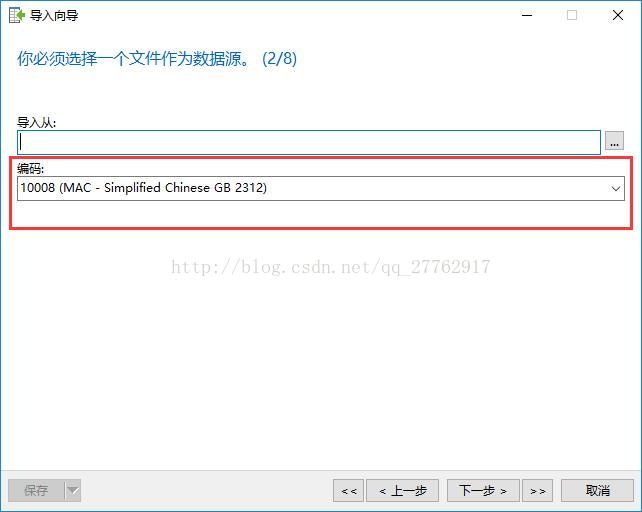 导入向导
你必须选择一个文件作为数据源。 (2/8)
导入从:
...
编码:
10008 (MAC - Simplified Chinese GB 2312)
http://blog.csdn.net/qq_27762917
保存 << < 上一步 下一步 > >> 取消